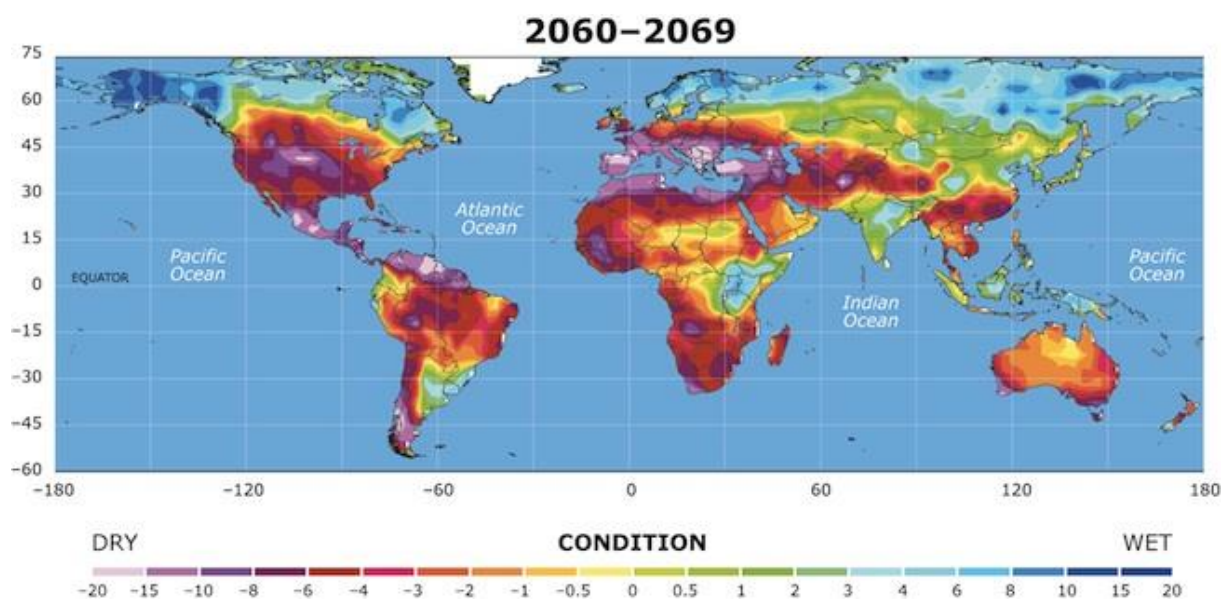 2060–2069
75
60
45
30
15
0
–15
–30
–45
–60
Pacific
Ocean
EQUATOR
Atlantic
Ocean
Indian
Ocean
Pacific
Ocean
–180 –120 –60 0 60 120 180
DRY CONDITION WET
–20 –15 –10 –8 –6 –4 –3 –2 –1 –0.5 0 0.5 1 2 3 4 6 8 10 15 20